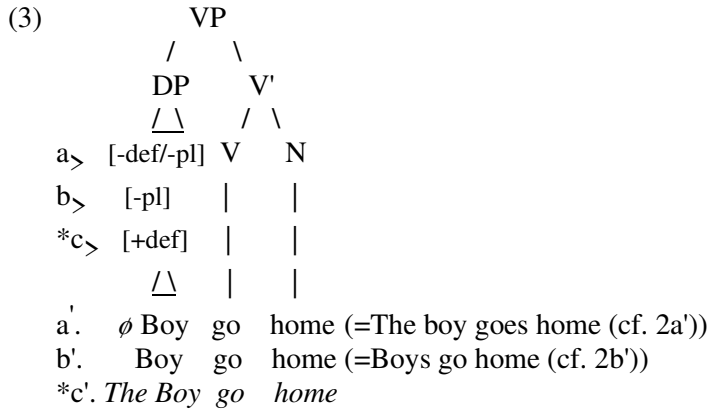 (3) VP
/ \
DP V'
/ \ / \
a> [-def/-pl] V N
b> [-pl] | |
*c> [+def] | |
/ \ | |
a'. ø Boy go home (=The boy goes home (cf. 2a'))
b'. Boy go home (=Boys go home (cf. 2b'))
*c'. The Boy go home